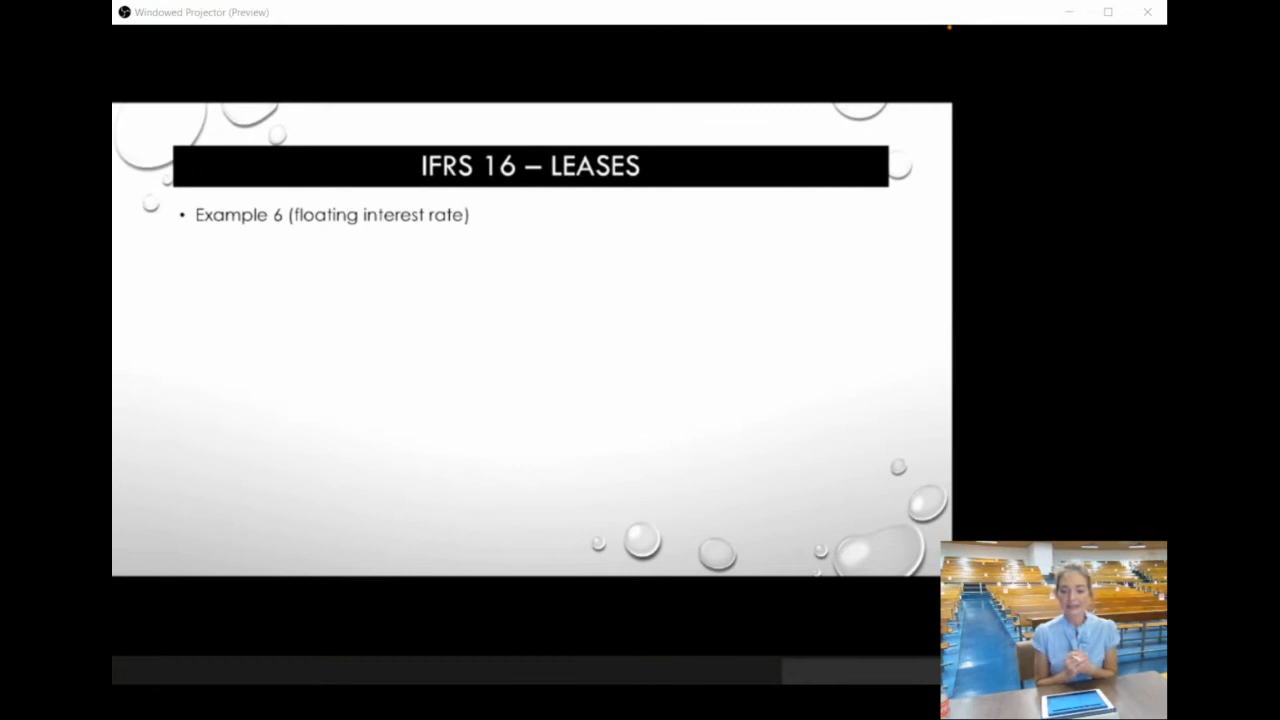 Windowed Projector (Preview)
IFRS 16 – LEASES
• Example 6 (floating interest rate)